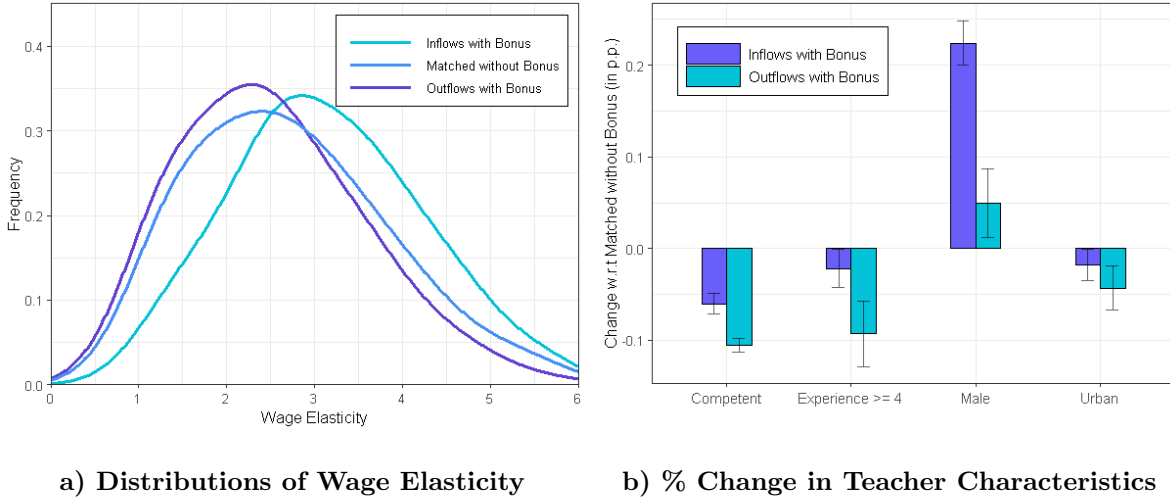 Frequency
0.4
0.3
0.2
0.1
0.0
0
1
2
3
4
5
6
Wage Elasticity
Inflows with Bonus
Matched without Bonus
Outflows with Bonus
a) Distributions of Wage Elasticity
Change w.r.t Matched without Bonus (in p.p.)
0.2
0.1
0.0
-0.1
Inflows with Bonus
Outflows with Bonus
Competent
Experience >= 4
Male
Urban
b) % Change in Teacher Characteristics